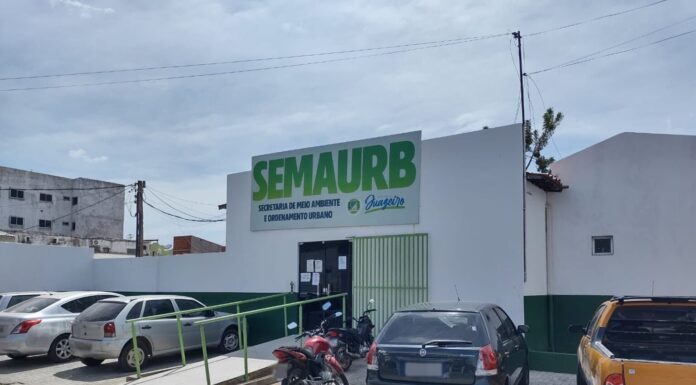 SEMAURB
SECRETARIA DE MEIO AMBIENTE
E ORDENAMENTO URBANO
Juazeiro